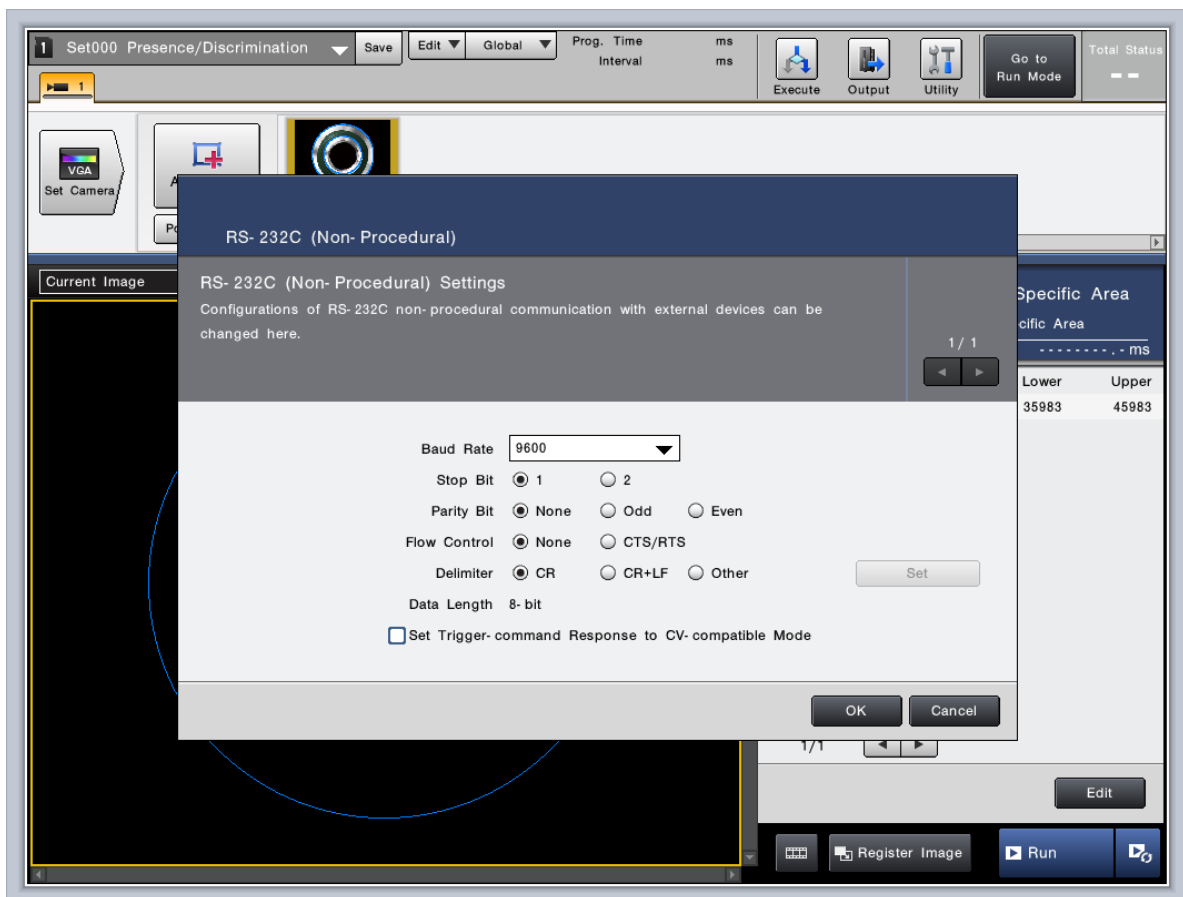 1 Set000 Presence/Discrimination Save Edit Global Prog. Time ms
Interval ms
Execute Output Utility
Go to
Run Mode
Total Status
--
1
VGA
Set Camera
RS-232C (Non-Procedural)
Current Image
RS-232C (Non-Procedural) Settings
Configurations of RS-232C non-procedural communication with external devices can be
changed here.
1/1
Specific Area
cific Area
--------.-ms
Lower Upper
35983 45983
Baud Rate 9600
Stop Bit 1 2
Parity Bit None Odd Even
Flow Control None CTS/RTS
Delimiter CR CR+LF Other Set
Data Length 8-bit
Set Trigger-command Response to CV-compatible Mode
OK Cancel
1/1
Edit
Register Image Run